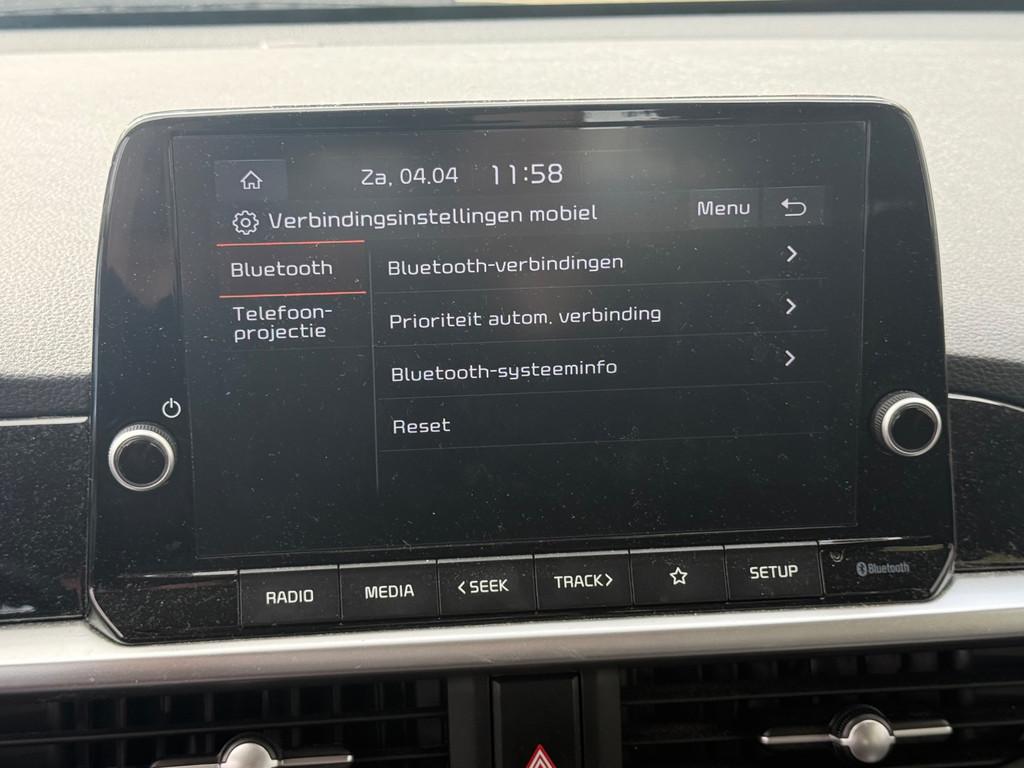 Za, 04.04 11:58
Verbindingsinstellingen mobiel Menu
Bluetooth
Bluetooth-verbindingen
Telefoon-
projectie
Prioriteit autom. verbinding
Bluetooth-systeeminfo
Reset
RADIO MEDIA <SEEK TRACK> SETUP
Bluetooth